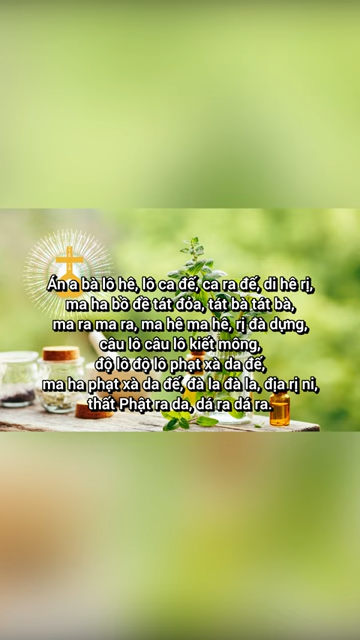 Án a bà lô hê, lô ca đế, ca ra đế, di hê rị,
ma ha bồ đề tát đỏa, tát bà tát bà,
ma ra ma ra, ma hê ma hê, rị đà dựng,
câu lô câu lô kiết mông,
độ lô độ lô phạt xà da đế,
ma ha phạt xà da đế, đà la đà la, địa rị ni,
thất Phật ra da, dá ra dá ra.